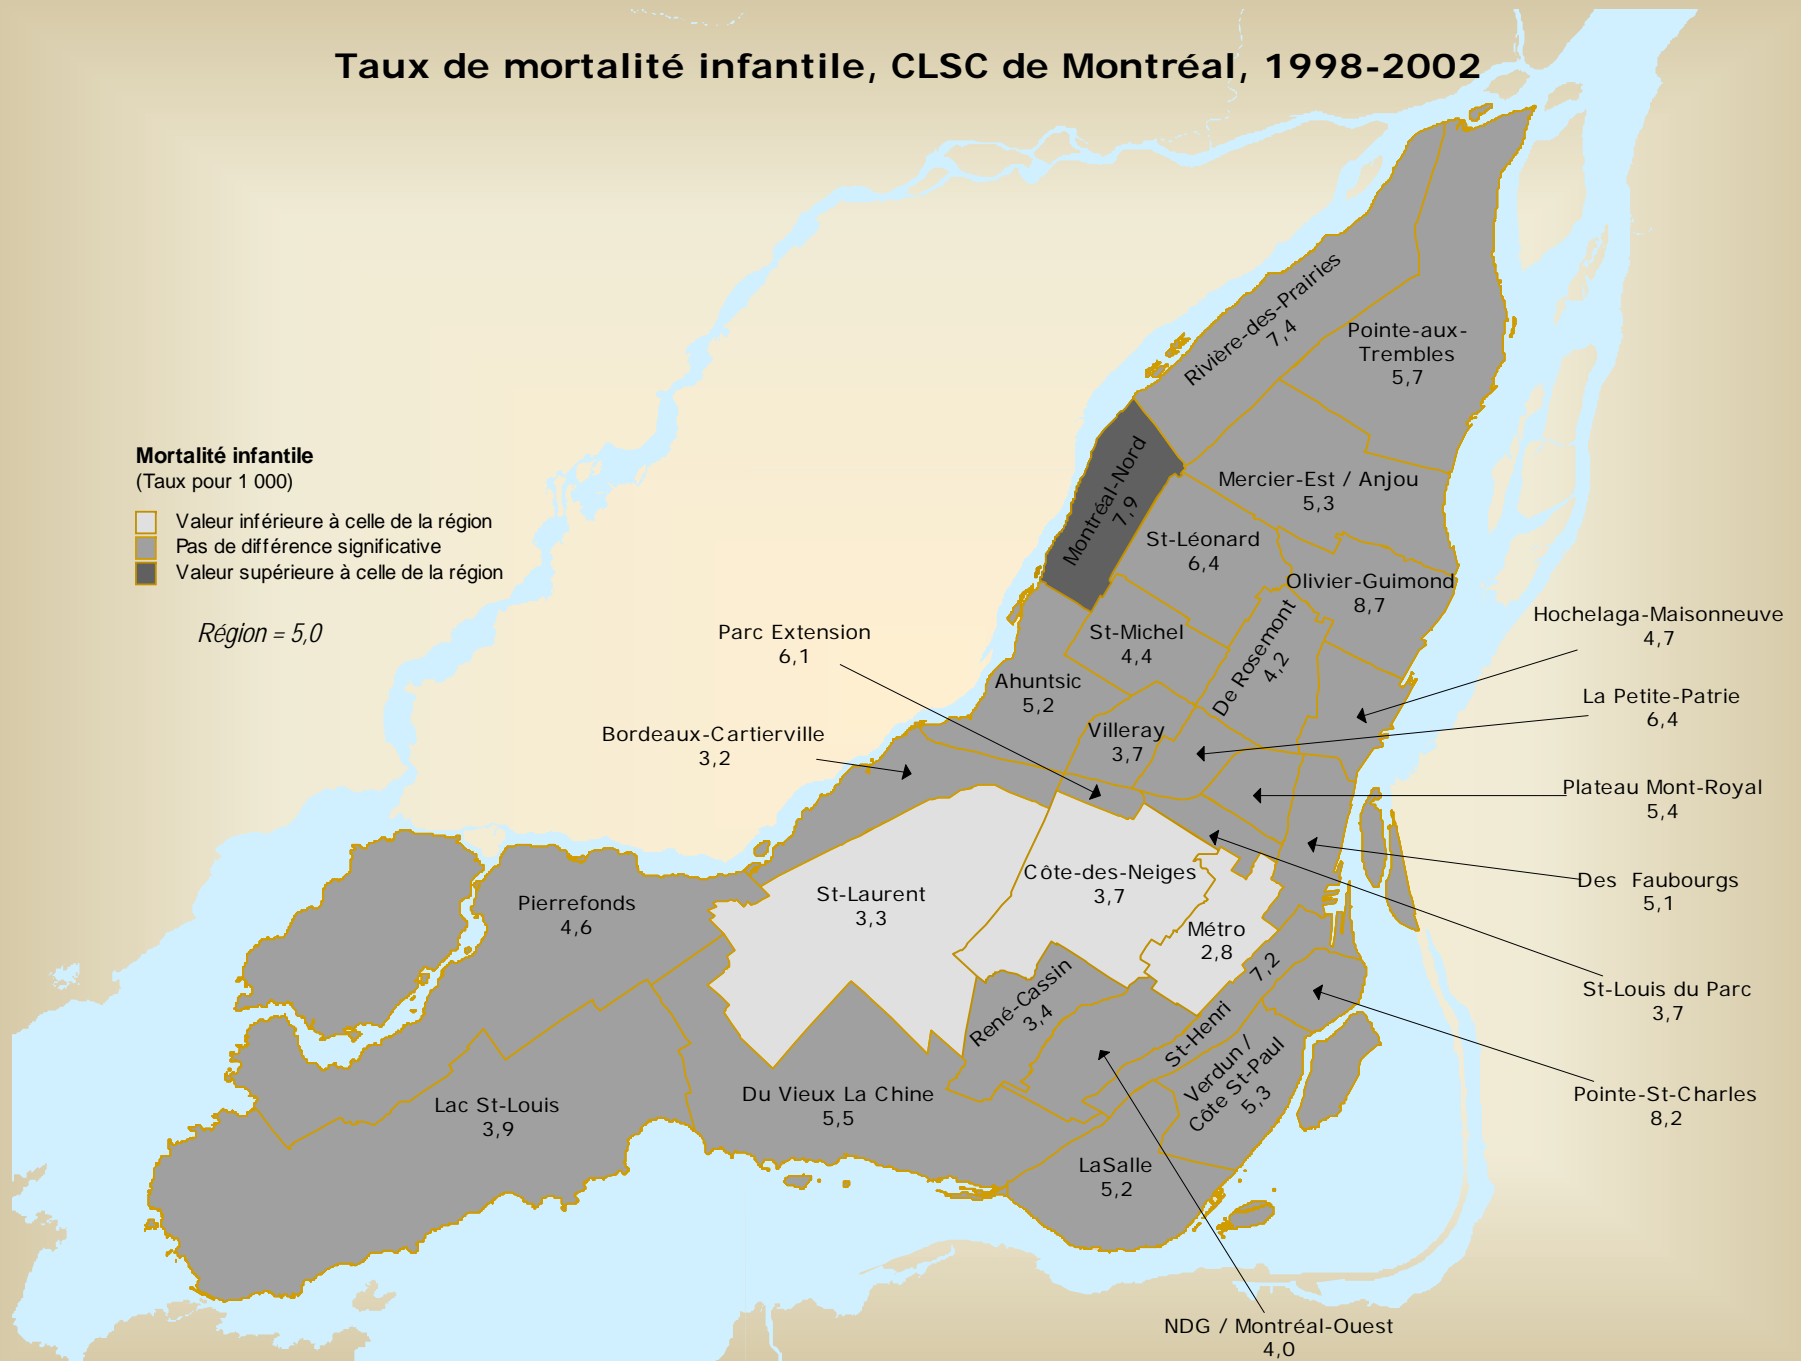 Taux de mortalité infantile, CLSC de Montréal, 1998-2002
Rivière-des-Prairies
7,4
Pointe-aux-
Trembles
5,7
Mortalité infantile
(Taux pour 1 000)
Valeur inférieure à celle de la région
Pas de différence significative
Valeur supérieure à celle de la région
Région = 5,0
Montréal-Nord
7,9
Mercier-Est / Anjou
5,3
St-Léonard
6,4
Olivier-Guimond
8,7
Hochelaga-Maisonneuve
4,7
Parc Extension
6,1
St-Michel
4,4
De Rosemont
4,2
Ahuntsic
5,2
La Petite-Patrie
6,4
Bordeaux-Cartierville
3,2
Villeray
3,7
Plateau Mont-Royal
5,4
Côte-des-Neiges
3,7
Des Faubourgs
5,1
St-Laurent
3,3
Pierrefonds
4,6
Métro
2,8
St-Louis du Parc
3,7
René-Cassin
3,4
St-Henri 7,2
Verdun /
Côte St-Paul
5,3
Pointe-St-Charles
8,2
Du Vieux La Chine
5,5
Lac St-Louis
3,9
LaSalle
5,2
NDG / Montréal-Ouest
4,0